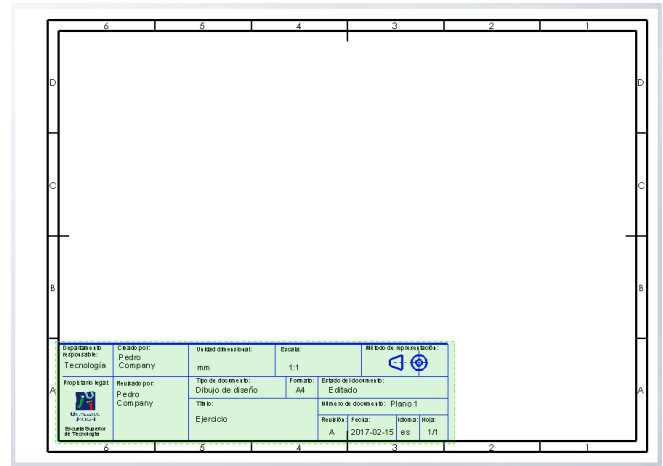 6 5 4 3 2 1
D D
C C
B B
A A
Departamento responsable:
Tecnología
Creado por:
Pedro
Company
Unidad dimensional:
mm
Escala:
1:1
Método de representación:
Propietario legal:
Escuela Superior
de Tecnología
Revisado por:
Pedro
Company
Tipo de documento:
Dibujo de diseño
Formato:
A4
Estado del documento:
Editado
Título:
Ejercicio
Número de documento: Plano 1
Revisión:
A
Fecha:
2017-02-15
Idioma:
es
Hoja:
1/1
6 5 4 3 2 1